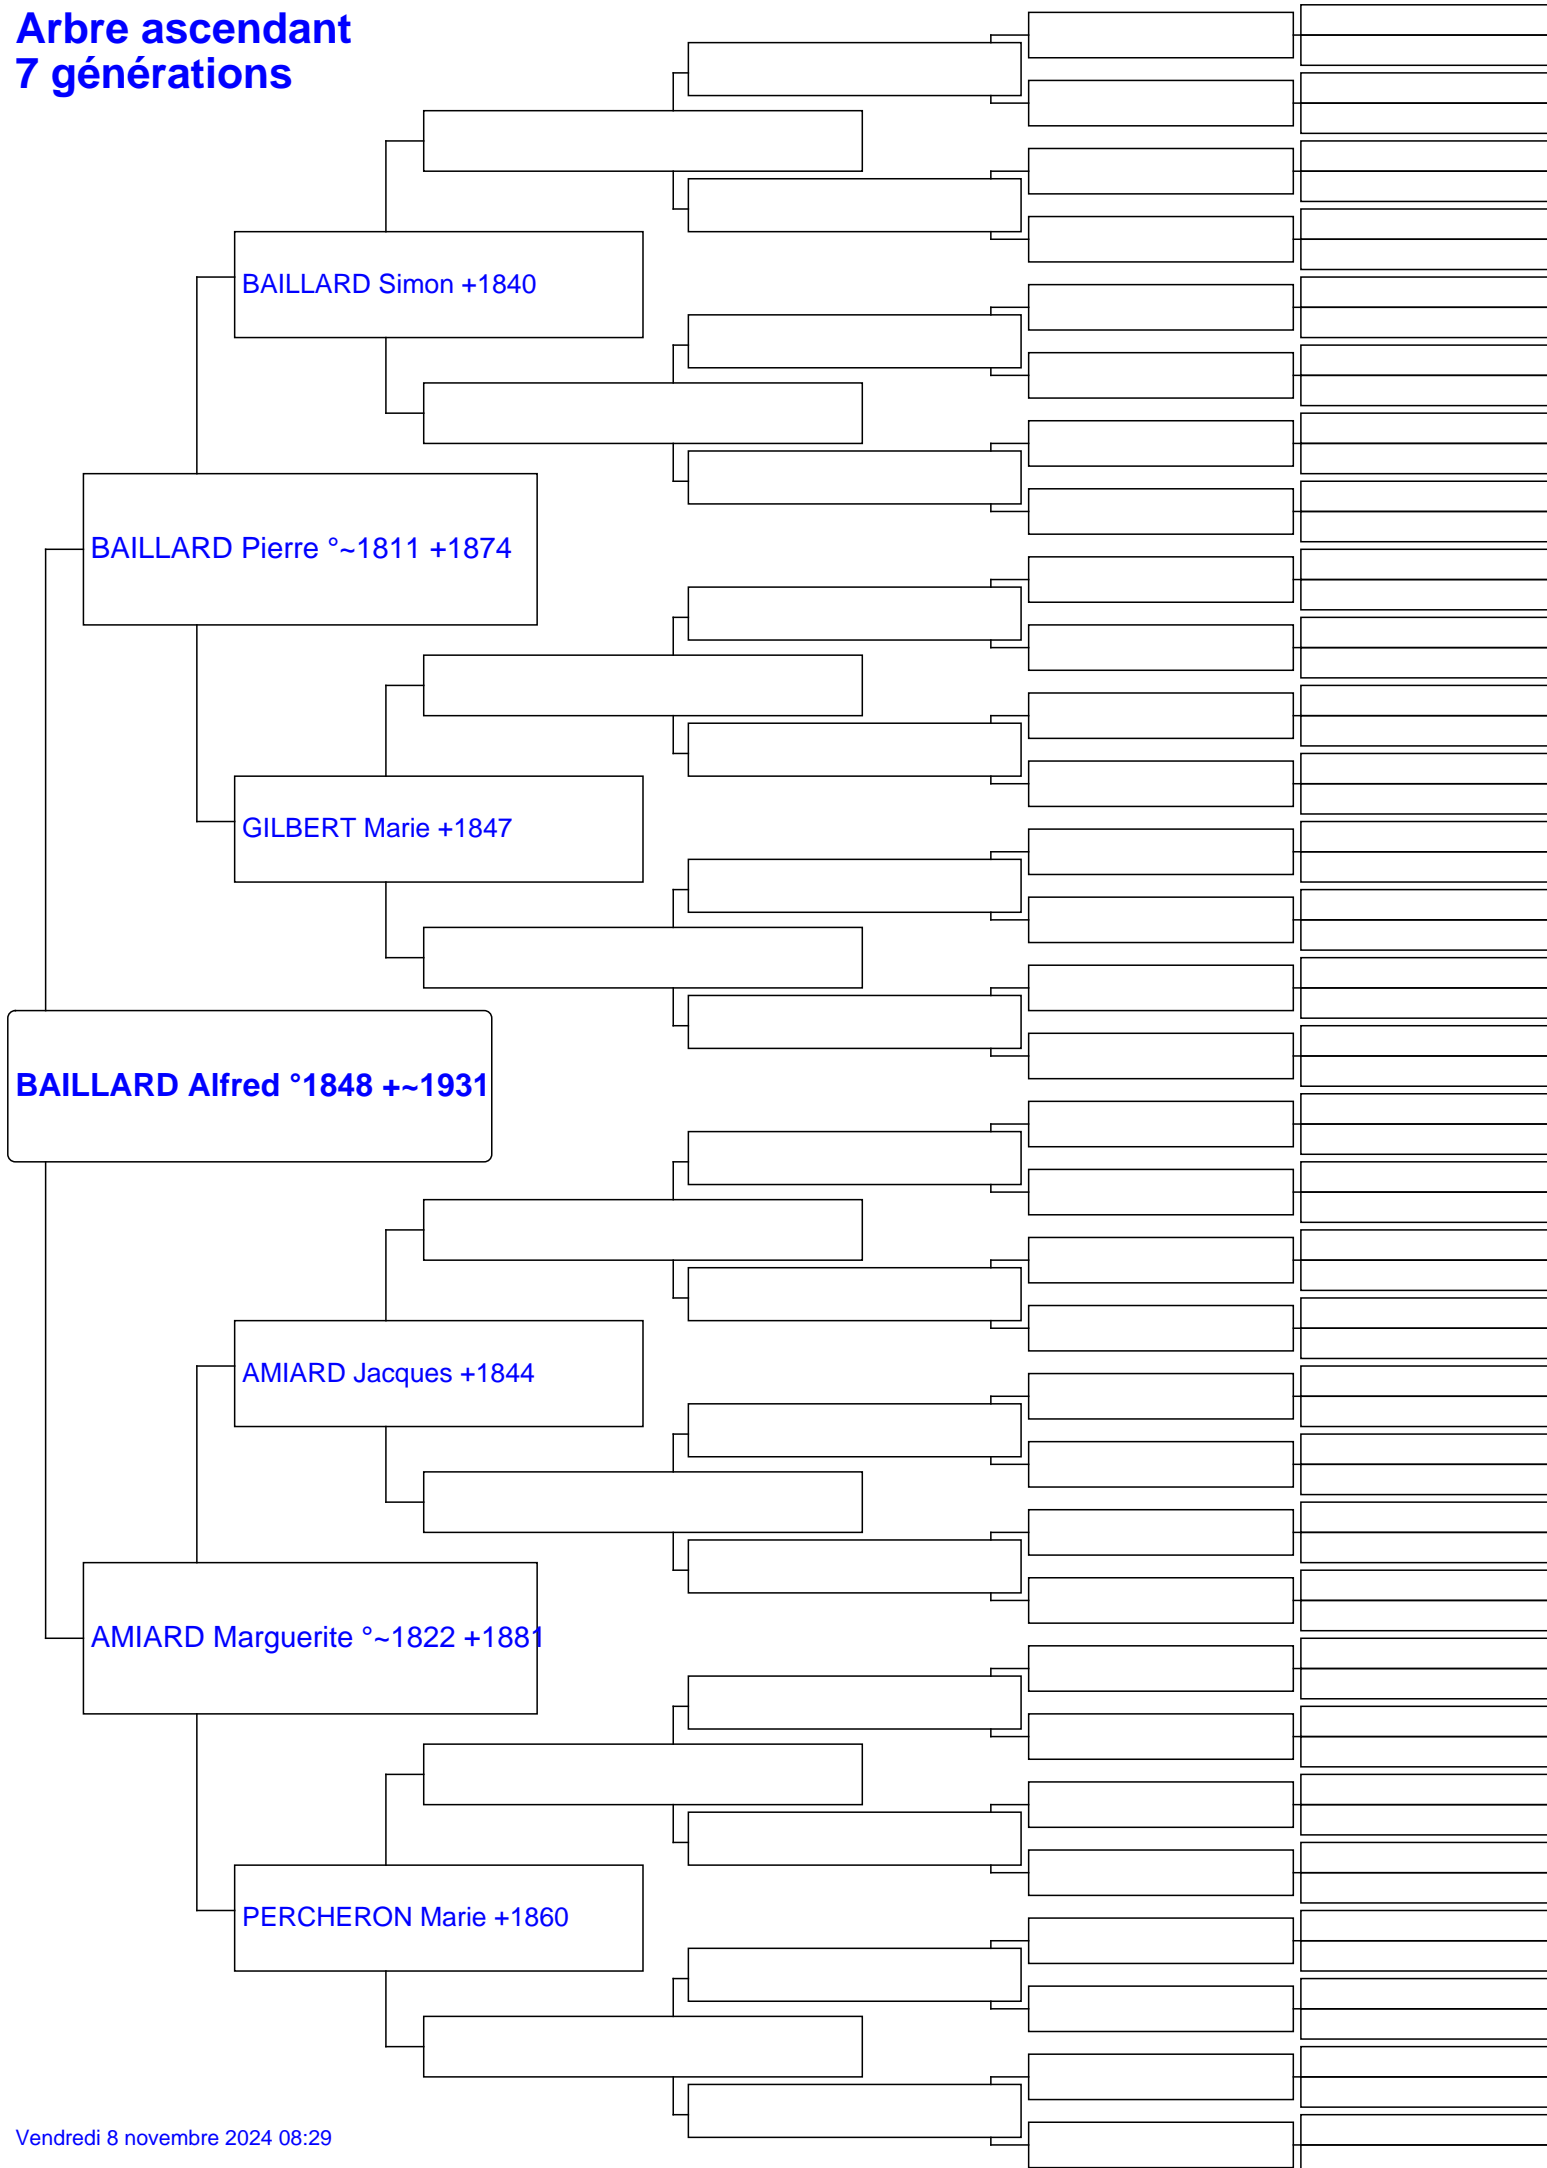 Arbre ascendant
7 générations
BAILLARD Simon +1840
BAILLARD Pierre °~1811 +1874
GILBERT Marie +1847
BAILLARD Alfred °1848 +~1931
AMIARD Jacques +1844
AMIARD Marguerite °~1822 +1881
PERCHERON Marie +1860
Vendredi 8 novembre 2024 08:29